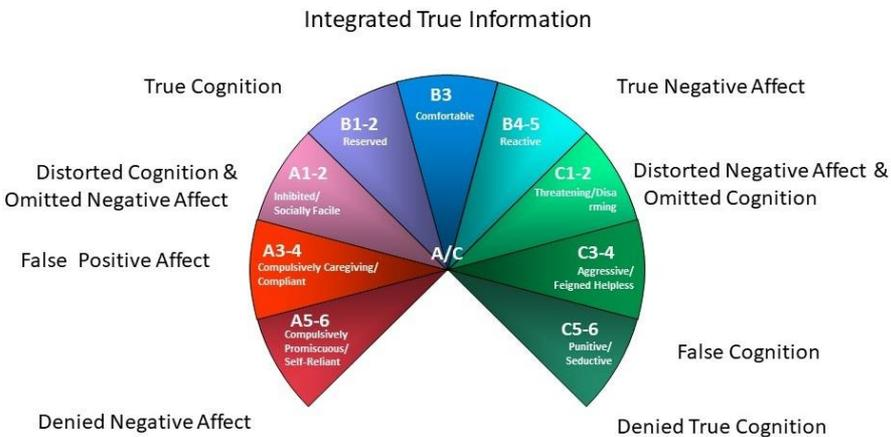 Integrated True Information
True Cognition
True Negative Affect
B3
Comfortable
B1-2
Reserved
B4-5
Reactive
Distorted Cognition &
Omitted Negative Affect
A1-2
Inhibited/
Socially Facile
C1-2
Threatening/Disa
rming
Distorted Negative Affect &
Omitted Cognition
False Positive Affect
A3-4
Compulsively Caregiving/
Compliant
A/C
C3-4
Aggressive/
Feigned Helpless
A5-6
Compulsively
Promiscuous/
Self-Reliant
C5-6
Punitive/
Seductive
False Cognition
Denied Negative Affect
Denied True Cognition